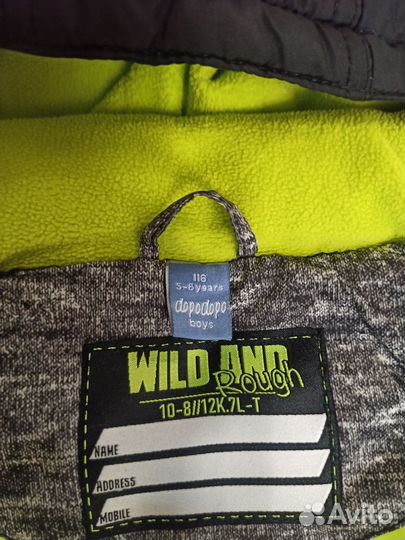 116
5-6years
dopodopo
boys
WILD AND
Rough
10-8//12K.7L-T
NAME
ADDRESS
MOBILE
Avito